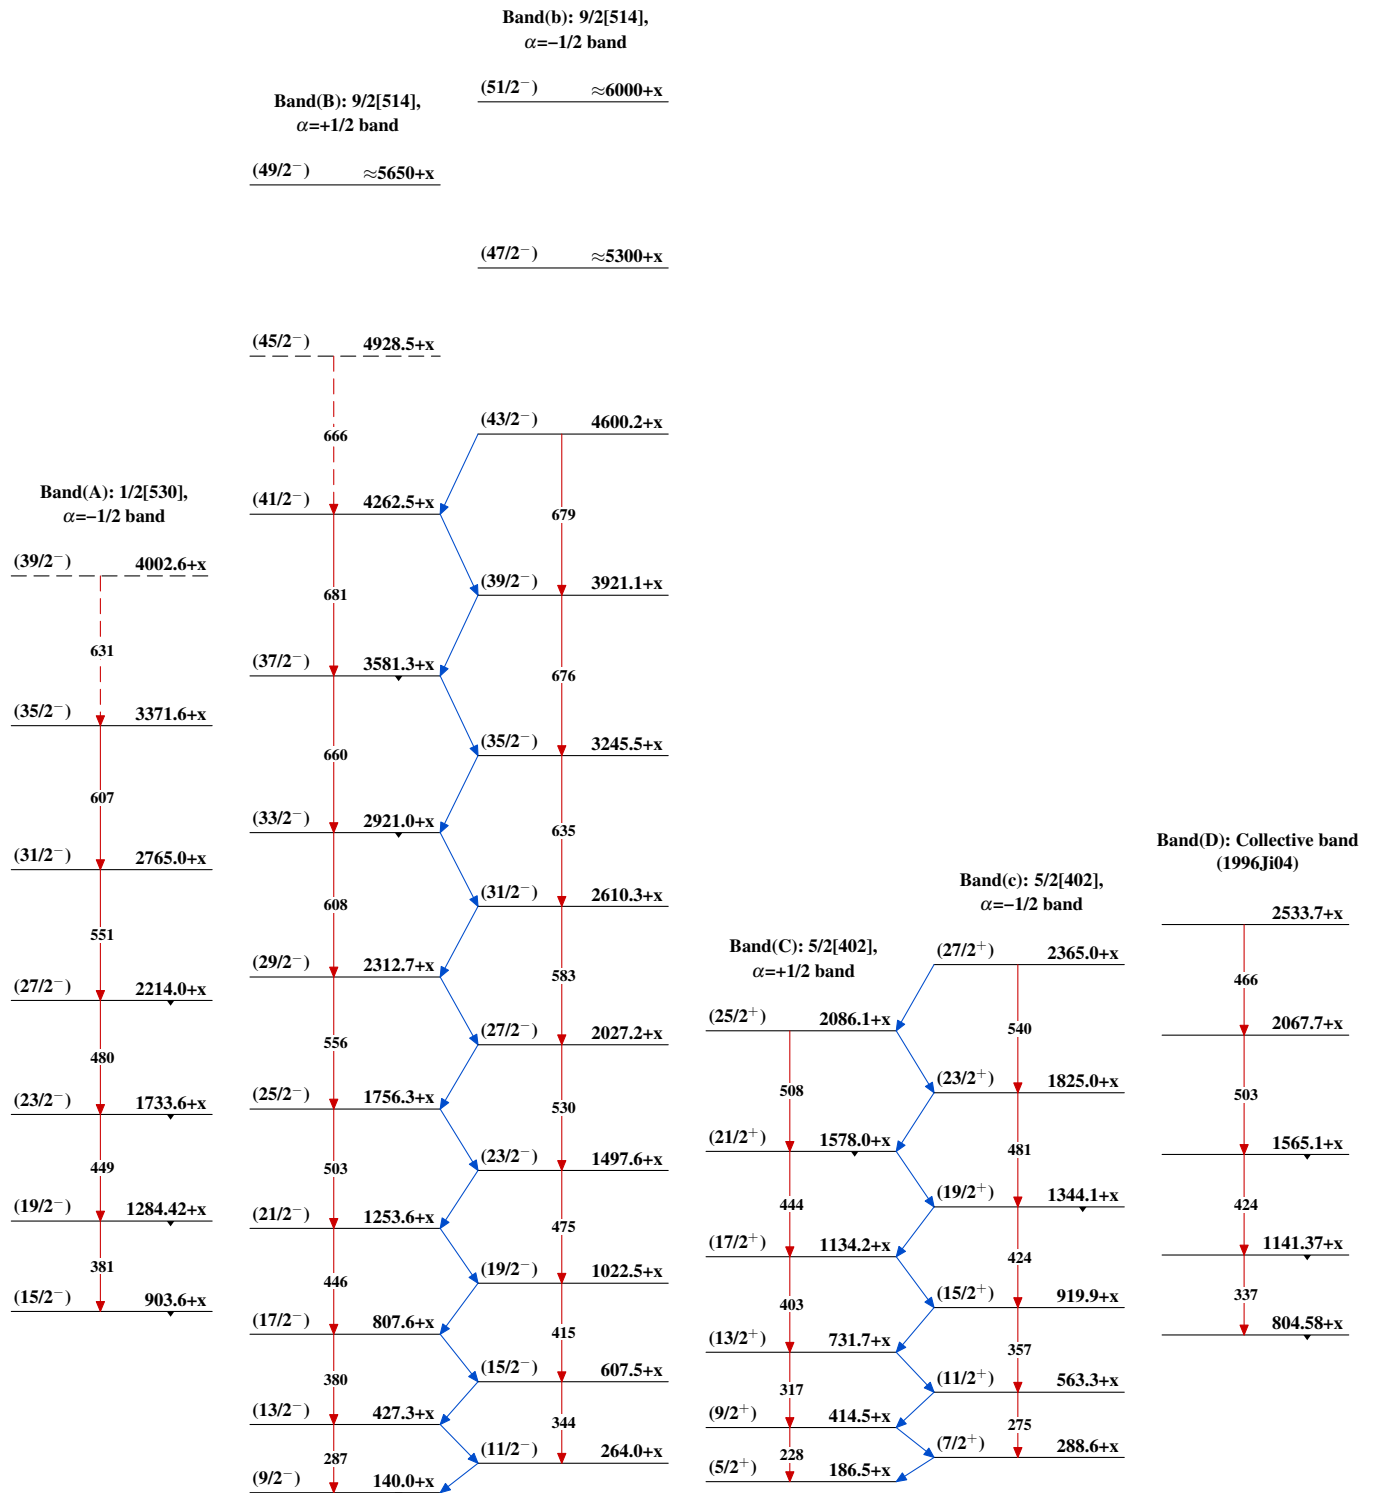 Band(A): 1/2[530],
α=−1/2 band
(39/2⁻) 4002.6+x
631
(35/2⁻) 3371.6+x
607
(31/2⁻) 2765.0+x
551
(27/2⁻) 2214.0+x
480
(23/2⁻) 1733.6+x
449
(19/2⁻) 1284.42+x
381
(15/2⁻) 903.6+x
Band(B): 9/2[514],
α=+1/2 band
(49/2⁻) ≈5650+x
(45/2⁻) 4928.5+x
666
(41/2⁻) 4262.5+x
681
(37/2⁻) 3581.3+x
660
(33/2⁻) 2921.0+x
608
(29/2⁻) 2312.7+x
556
(25/2⁻) 1756.3+x
503
(21/2⁻) 1253.6+x
446
(17/2⁻) 807.6+x
380
(13/2⁻) 427.3+x
287
(9/2⁻) 140.0+x
Band(b): 9/2[514],
α=−1/2 band
(51/2⁻) ≈6000+x
(47/2⁻) ≈5300+x
(43/2⁻) 4600.2+x
679
(39/2⁻) 3921.1+x
676
(35/2⁻) 3245.5+x
635
(31/2⁻) 2610.3+x
583
(27/2⁻) 2027.2+x
530
(23/2⁻) 1497.6+x
475
(19/2⁻) 1022.5+x
415
(15/2⁻) 607.5+x
344
(11/2⁻) 264.0+x
Band(C): 5/2[402],
α=+1/2 band
(25/2⁺) 2086.1+x
508
(21/2⁺) 1578.0+x
444
(17/2⁺) 1134.2+x
403
(13/2⁺) 731.7+x
317
(9/2⁺) 414.5+x
228
(5/2⁺) 186.5+x
Band(c): 5/2[402],
α=−1/2 band
(27/2⁺) 2365.0+x
540
(23/2⁺) 1825.0+x
481
(19/2⁺) 1344.1+x
424
(15/2⁺) 919.9+x
357
(11/2⁺) 563.3+x
275
(7/2⁺) 288.6+x
Band(D): Collective band
(1996Ji04)
2533.7+x
466
2067.7+x
503
1565.1+x
424
1141.37+x
337
804.58+x